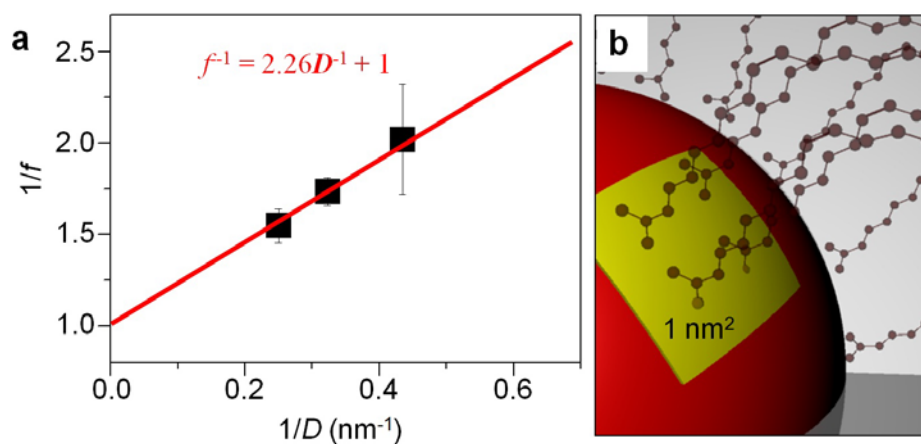 a
f⁻¹ = 2.26D⁻¹ + 1
2.5
2.0
1.5
1.0
1/f
0.0 0.2 0.4 0.6
1/D (nm⁻¹)
b
1 nm²